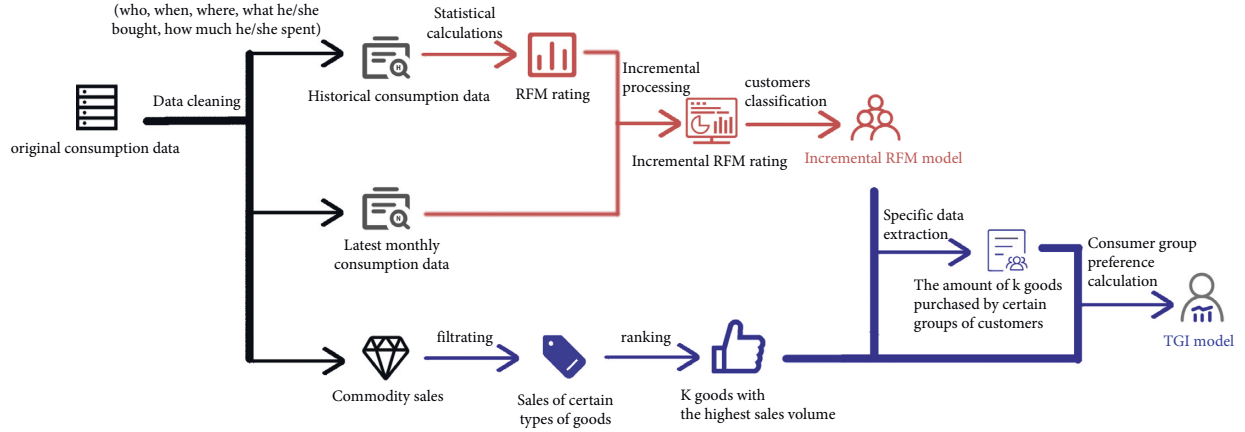 (who, when, where, what he/she
bought, how much he/she spent)
Statistical
calculations
Data cleaning
original consumption data
H
Historical consumption data
RFM rating
Incremental
processing
customers
classification
Incremental RFM rating
Incremental RFM model
N
Latest monthly
consumption data
Specific data
extraction
The amount of k goods
purchased by certain
groups of customers
Consumer group
preference
calculation
TGI model
filtrating
ranking
Commodity sales
Sales of certain
types of goods
K goods with
the highest sales volume